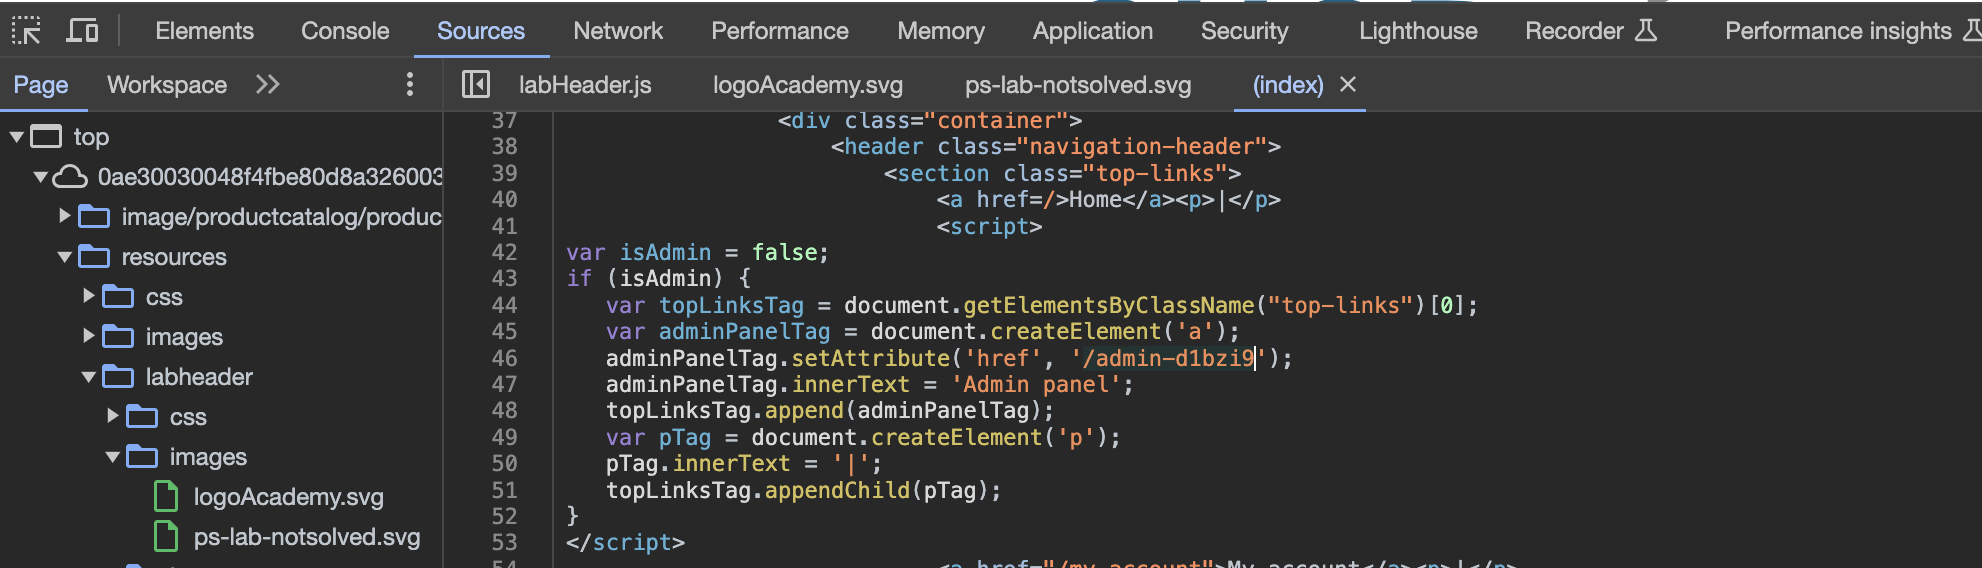 Elements Console Sources Network Performance Memory Application Security Lighthouse Recorder Performance insights
Page Workspace labHeader.js logoAcademy.svg ps-lab-notsolved.svg (index)
top
0ae30030048f4fbe80d8a326003
image/productcatalog/produc
resources
css
images
labheader
css
images
logoAcademy.svg
ps-lab-notsolved.svg
37 <div class="container">
38 <header class="navigation-header">
39 <section class="top-links">
40 <a href=/>Home</a><p>|</p>
41 <script>
42 var isAdmin = false;
43 if (isAdmin) {
44 var topLinksTag = document.getElementsByClassName("top-links")[0];
45 var adminPanelTag = document.createElement('a');
46 adminPanelTag.setAttribute('href', '/admin-d1bzi9');
47 adminPanelTag.innerText = 'Admin panel';
48 topLinksTag.append(adminPanelTag);
49 var pTag = document.createElement('p');
50 pTag.innerText = '|';
51 topLinksTag.appendChild(pTag);
52 }
53 </script>
54 <a href="/my-account">My account</a><p>|</p>